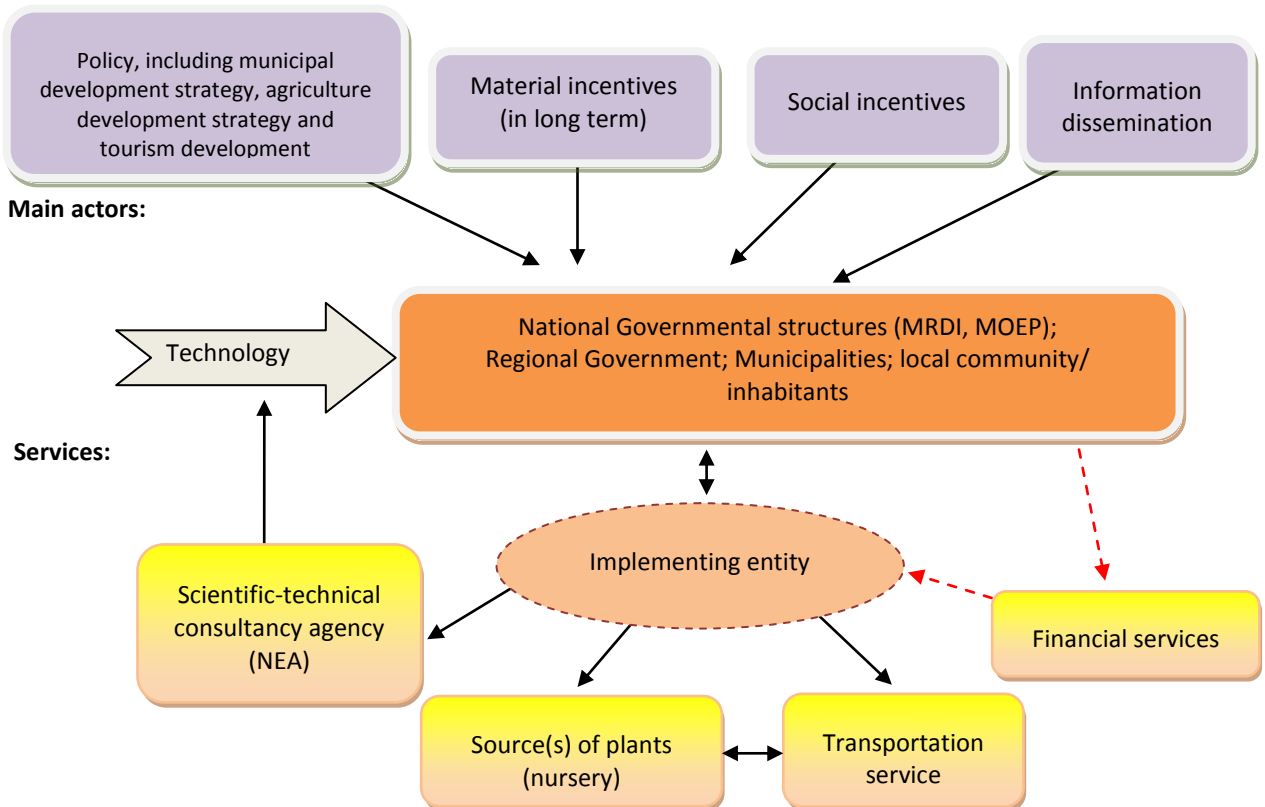 Policy, including municipal
development strategy, agriculture
development strategy and
tourism development
Material incentives
(in long term)
Social incentives
Information
dissemination
Main actors:
Technology
National Governmental structures (MRDI, MOEP);
Regional Government; Municipalities; local community/
inhabitants
Services:
Implementing entity
Scientific-technical
consultancy agency
(NEA)
Financial services
Source(s) of plants
(nursery)
Transportation
service